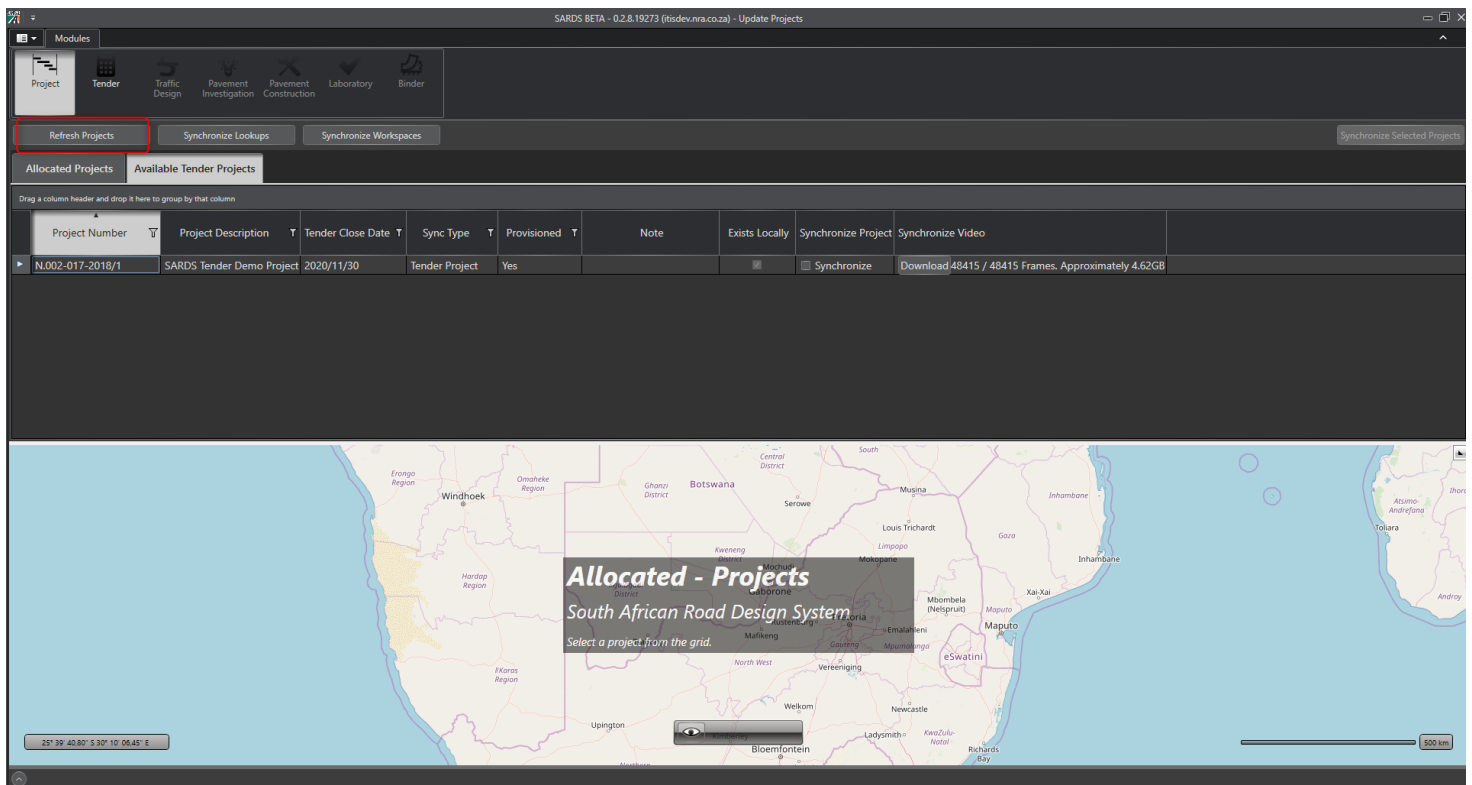 SARDS BETA - 0.2.8.19273 (itisdev.nra.co.za) - Update Projects
Modules
Project
Tender
Traffic Design
Pavement Investigation
Pavement Construction
Laboratory
Binder
Refresh Projects
Synchronize Lookups
Synchronize Workspaces
Synchronize Selected Projects
Allocated Projects
Available Tender Projects
Drag a column header and drop it here to group by that column
Project Number Project Description Tender Close Date Sync Type Provisioned Note Exists Locally Synchronize Project Synchronize Video
N.002-017-2018/1 SARDS Tender Demo Project 2020/11/30 Tender Project Yes Synchronize Download 48415 / 48415 Frames. Approximately 4.62GB
Central District
South
Erongo Region
Windhoek
Omaheke Region
Ghanzi District
Botswana
Serowe
Musina
Inhambane
Atsimo-Andrefana
Toliara
Louis Trichardt
Gaza
Kweneng District
Limpopo
Mokopane
Mochudi
Inhambane
Hardap Region
Allocated - Projects
Gaborone
South African Road Design System
Select a project from the grid.
Mbombela (Nelspruit)
Xai-Xai
Androy
Maputo
Maputo
Pretoria
Emalahleni
Mafikeng
Gauteng
Mpumalanga
eSwatini
North West
Vereeniging
ǁKaras Region
Welkom
Newcastle
Upington
Kimberley
Ladysmith
KwaZulu-Natal
Bloemfontein
Richards Bay
Northern
25° 39' 40.80" S 30° 10' 06.45" E
500 km